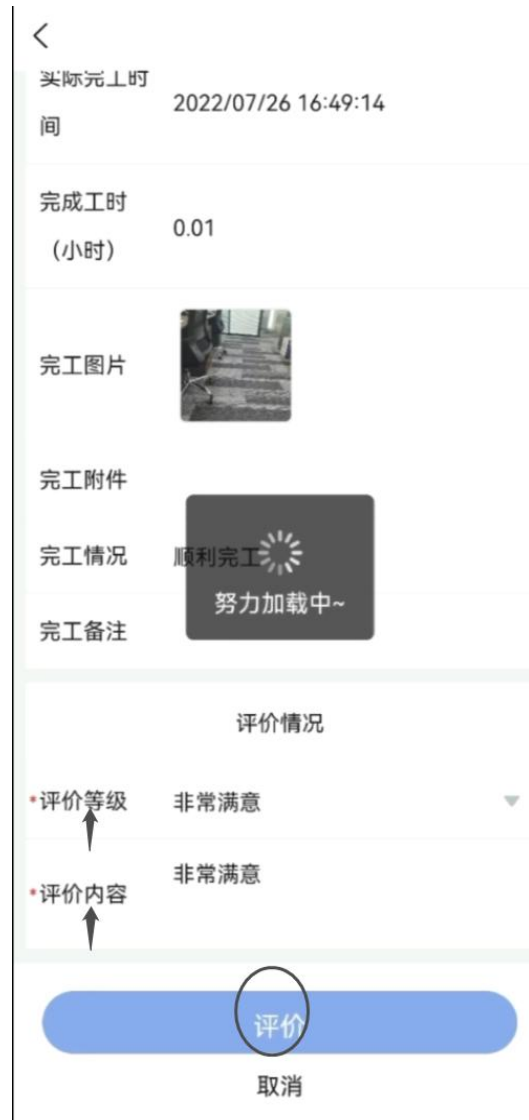 实际完工时
间
2022/07/26 16:49:14
完成工时
（小时）
0.01
完工图片
完工附件
完工情况
顺利完工
努力加载中~
完工备注
评价情况
*评价等级
非常满意
*评价内容
非常满意
评价
取消